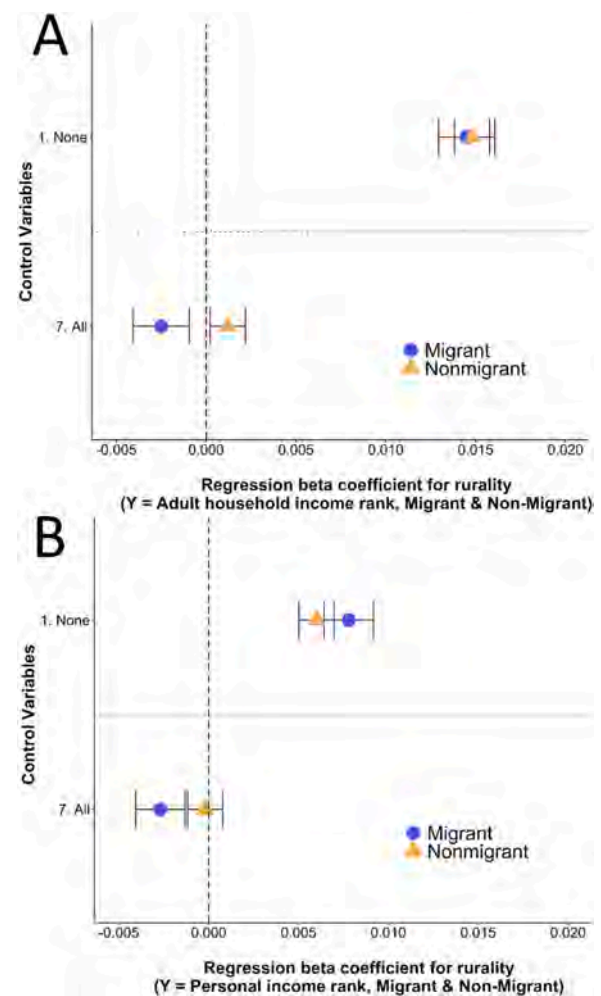 A
Control Variables
1. None
7. All
Migrant
Nonmigrant
-0.005 0.000 0.005 0.010 0.015 0.020
Regression beta coefficient for rurality
(Y = Adult household income rank, Migrant & Non-Migrant)
B
Control Variables
1. None
7. All
Migrant
Nonmigrant
-0.005 0.000 0.005 0.010 0.015 0.020
Regression beta coefficient for rurality
(Y = Personal income rank, Migrant & Non-Migrant)